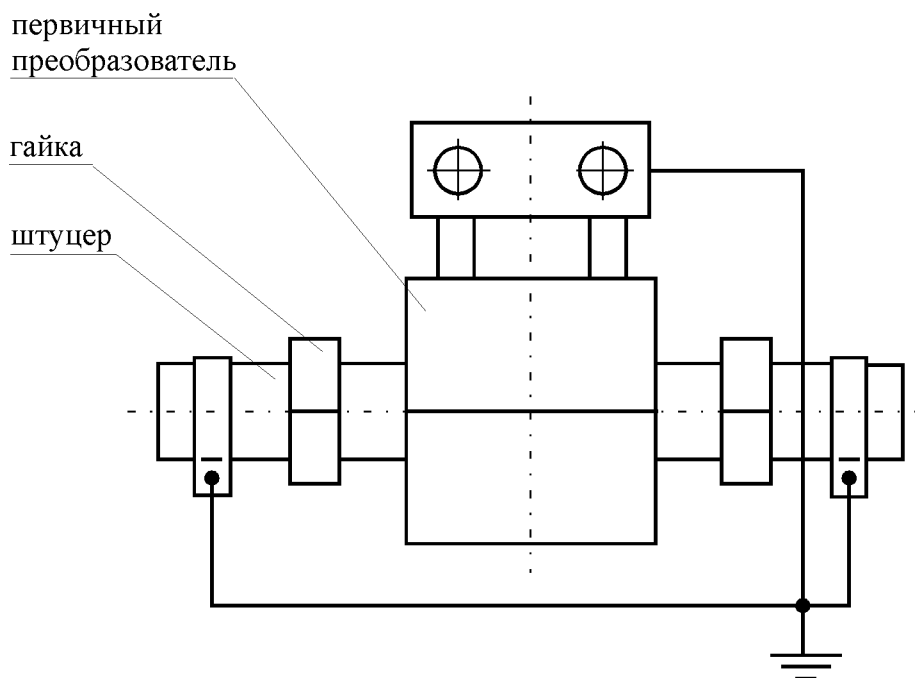 первичный
преобразователь
гайка
штуцер